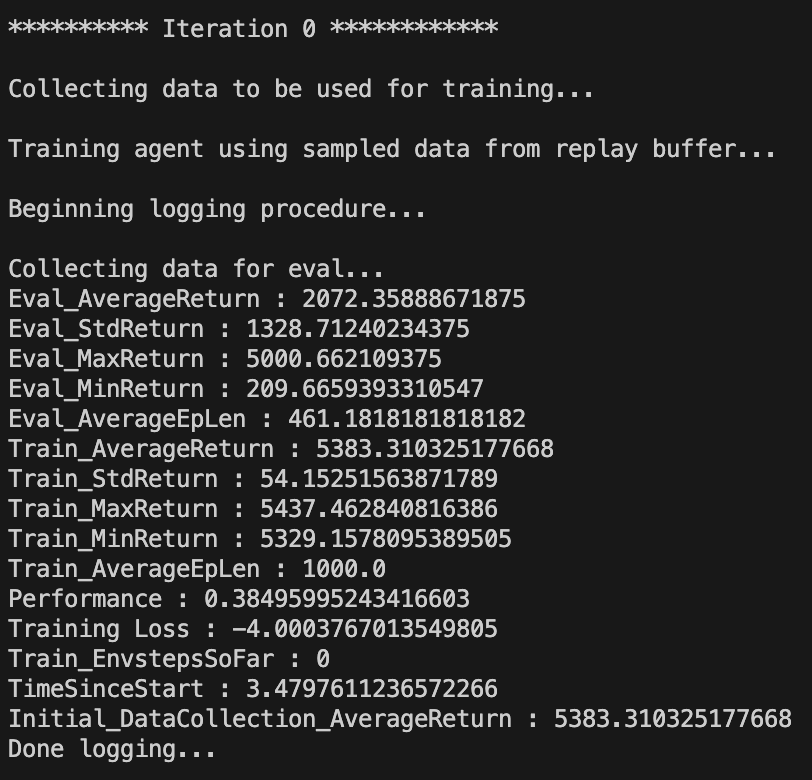 ********** Iteration 0 ************
Collecting data to be used for training...
Training agent using sampled data from replay buffer...
Beginning logging procedure...
Collecting data for eval...
Eval_AverageReturn : 2072.35888671875
Eval_StdReturn : 1328.71240234375
Eval_MaxReturn : 5000.662109375
Eval_MinReturn : 209.6659393310547
Eval_AverageEpLen : 461.1818181818182
Train_AverageReturn : 5383.310325177668
Train_StdReturn : 54.15251563871789
Train_MaxReturn : 5437.462840816386
Train_MinReturn : 5329.1578095389505
Train_AverageEpLen : 1000.0
Performance : 0.38495995243416603
Training Loss : -4.0003767013549805
Train_EnvstepsSoFar : 0
TimeSinceStart : 3.4797611236572266
Initial_DataCollection_AverageReturn : 5383.310325177668
Done logging...